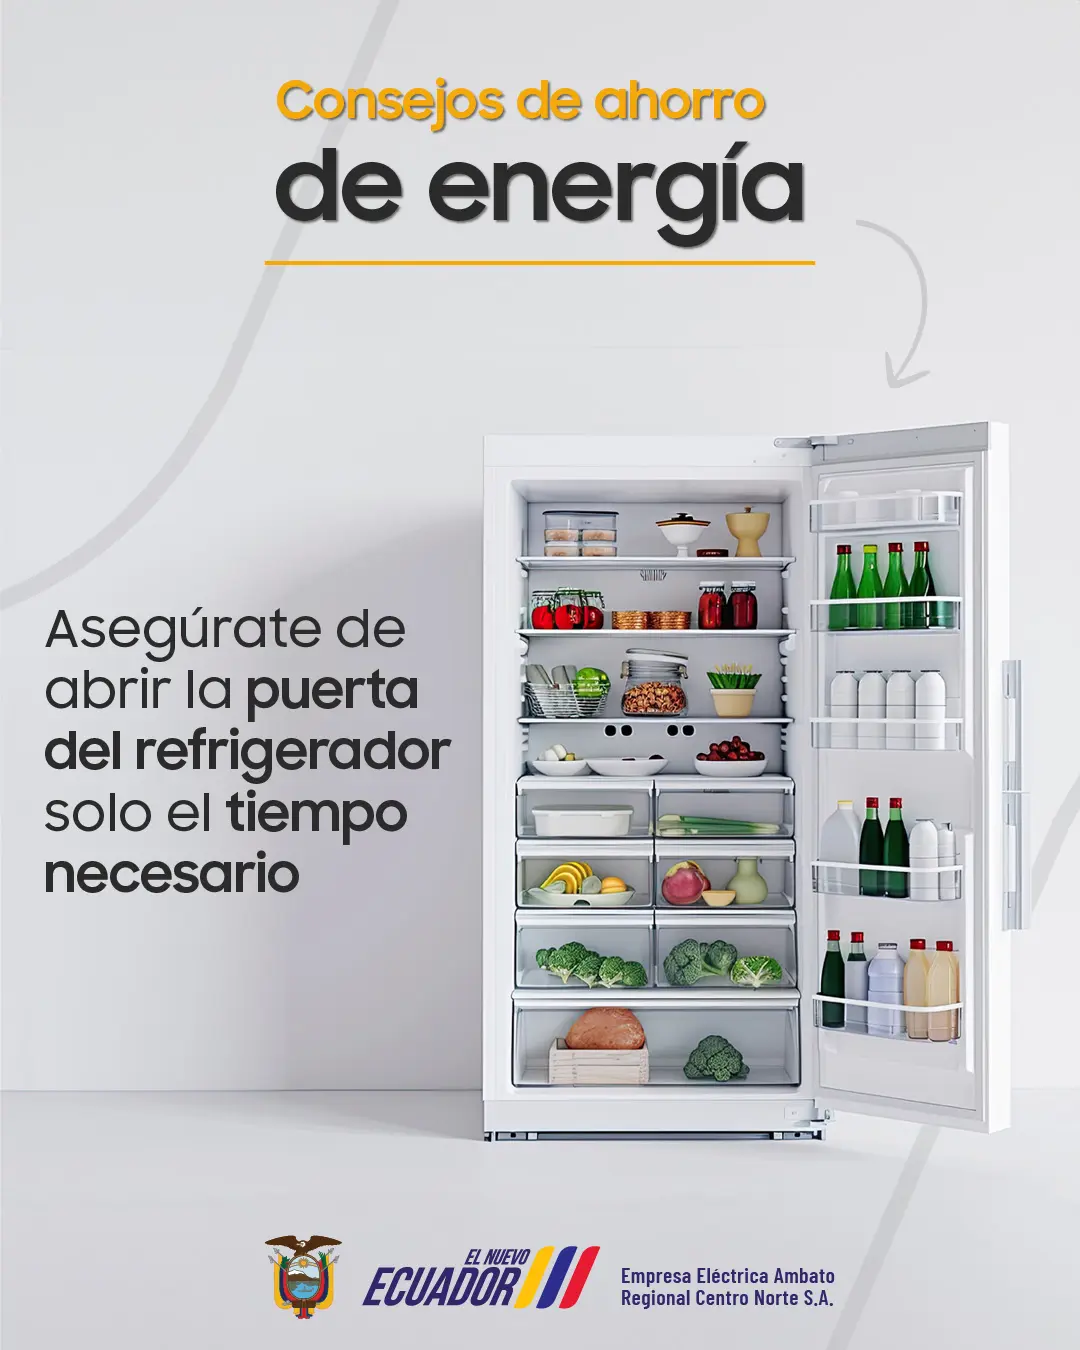 Consejos de ahorro
de energía
Asegúrate de
abrir la puerta
del refrigerador
solo el tiempo
necesario
EL NUEVO
ECUADOR
Empresa Eléctrica Ambato
Regional Centro Norte S.A.